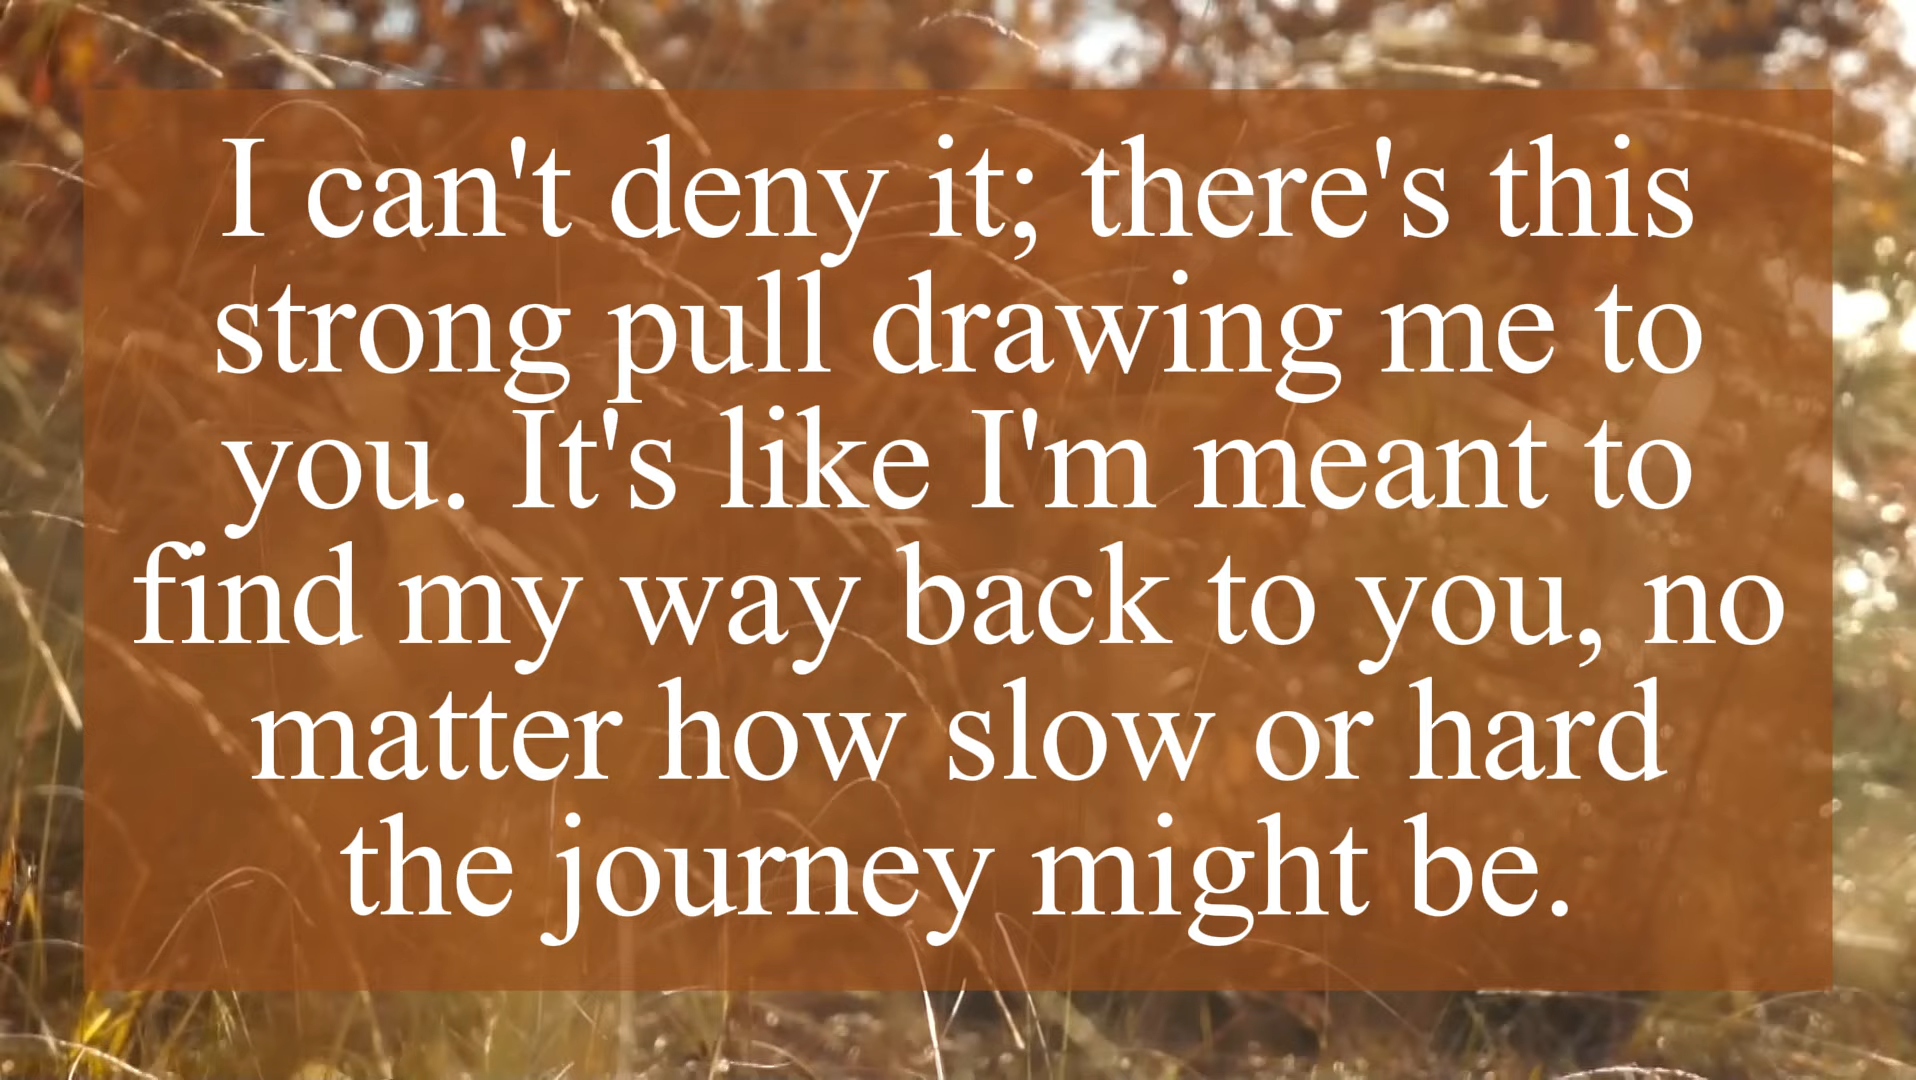 I can't deny it; there's this
strong pull drawing me to
you. It's like I'm meant to
find my way back to you, no
matter how slow or hard
the journey might be.